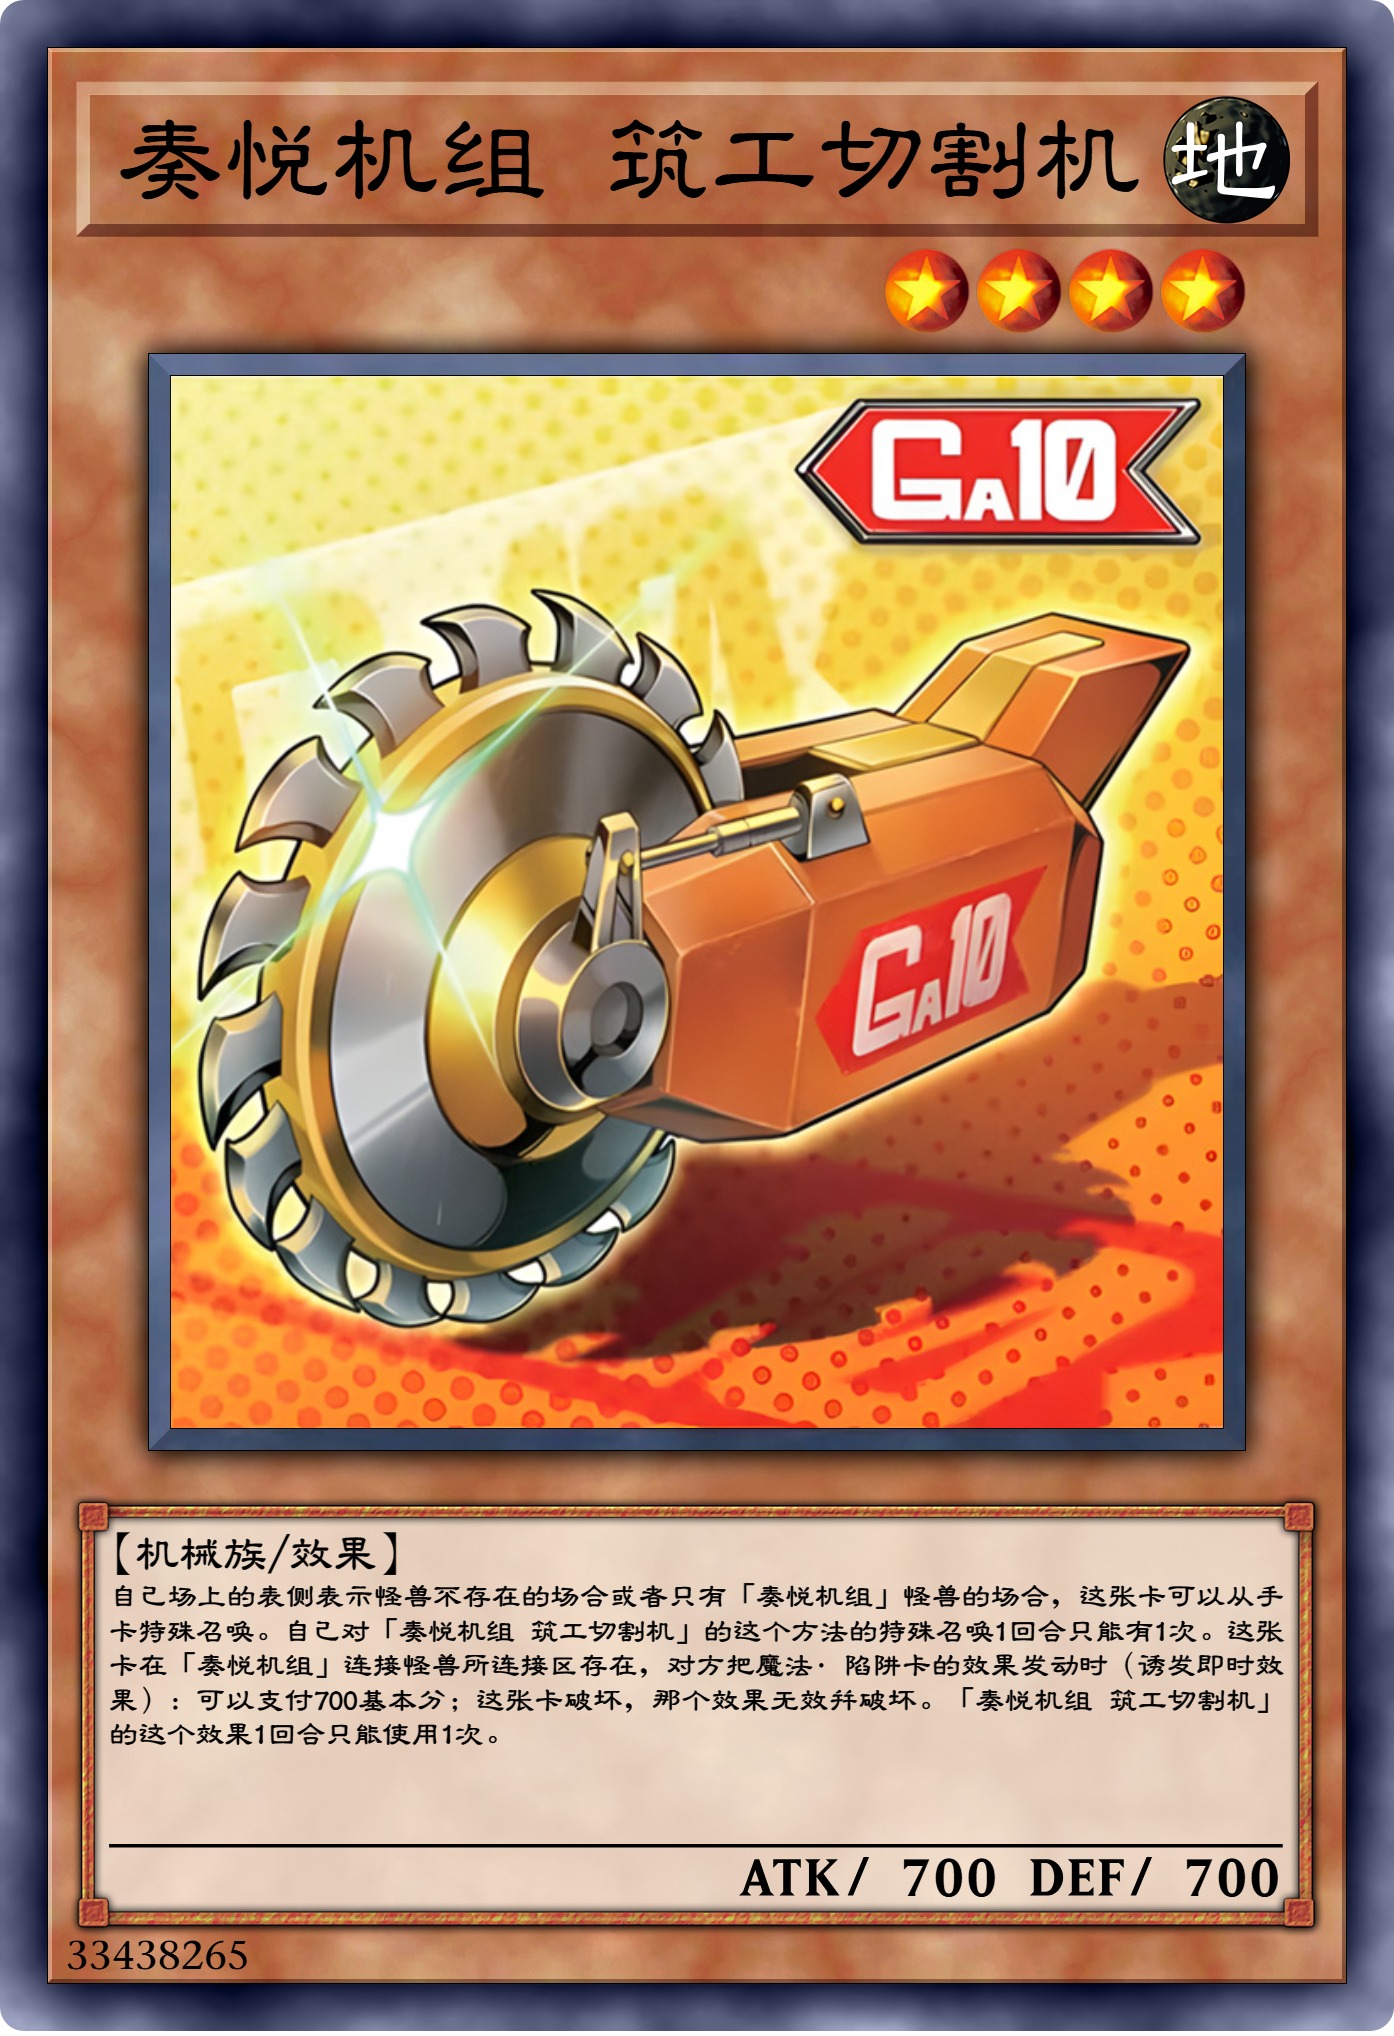 奏悦机组 筑工切割机 地
GA10
GA10
【机械族/效果】
自己场上的表侧表示怪兽不存在的场合或者只有「奏悦机组」怪兽的场合，这张卡可以从手
卡特殊召唤。自己对「奏悦机组 筑工切割机」的这个方法的特殊召唤1回合只能有1次。这张
卡在「奏悦机组」连接怪兽所连接区存在，对方把魔法·陷阱卡的效果发动时（诱发即时效
果）：可以支付700基本分；这张卡破坏，那个效果无效并破坏。「奏悦机组 筑工切割机」
的这个效果1回合只能使用1次。
ATK/ 700 DEF/ 700
33438265